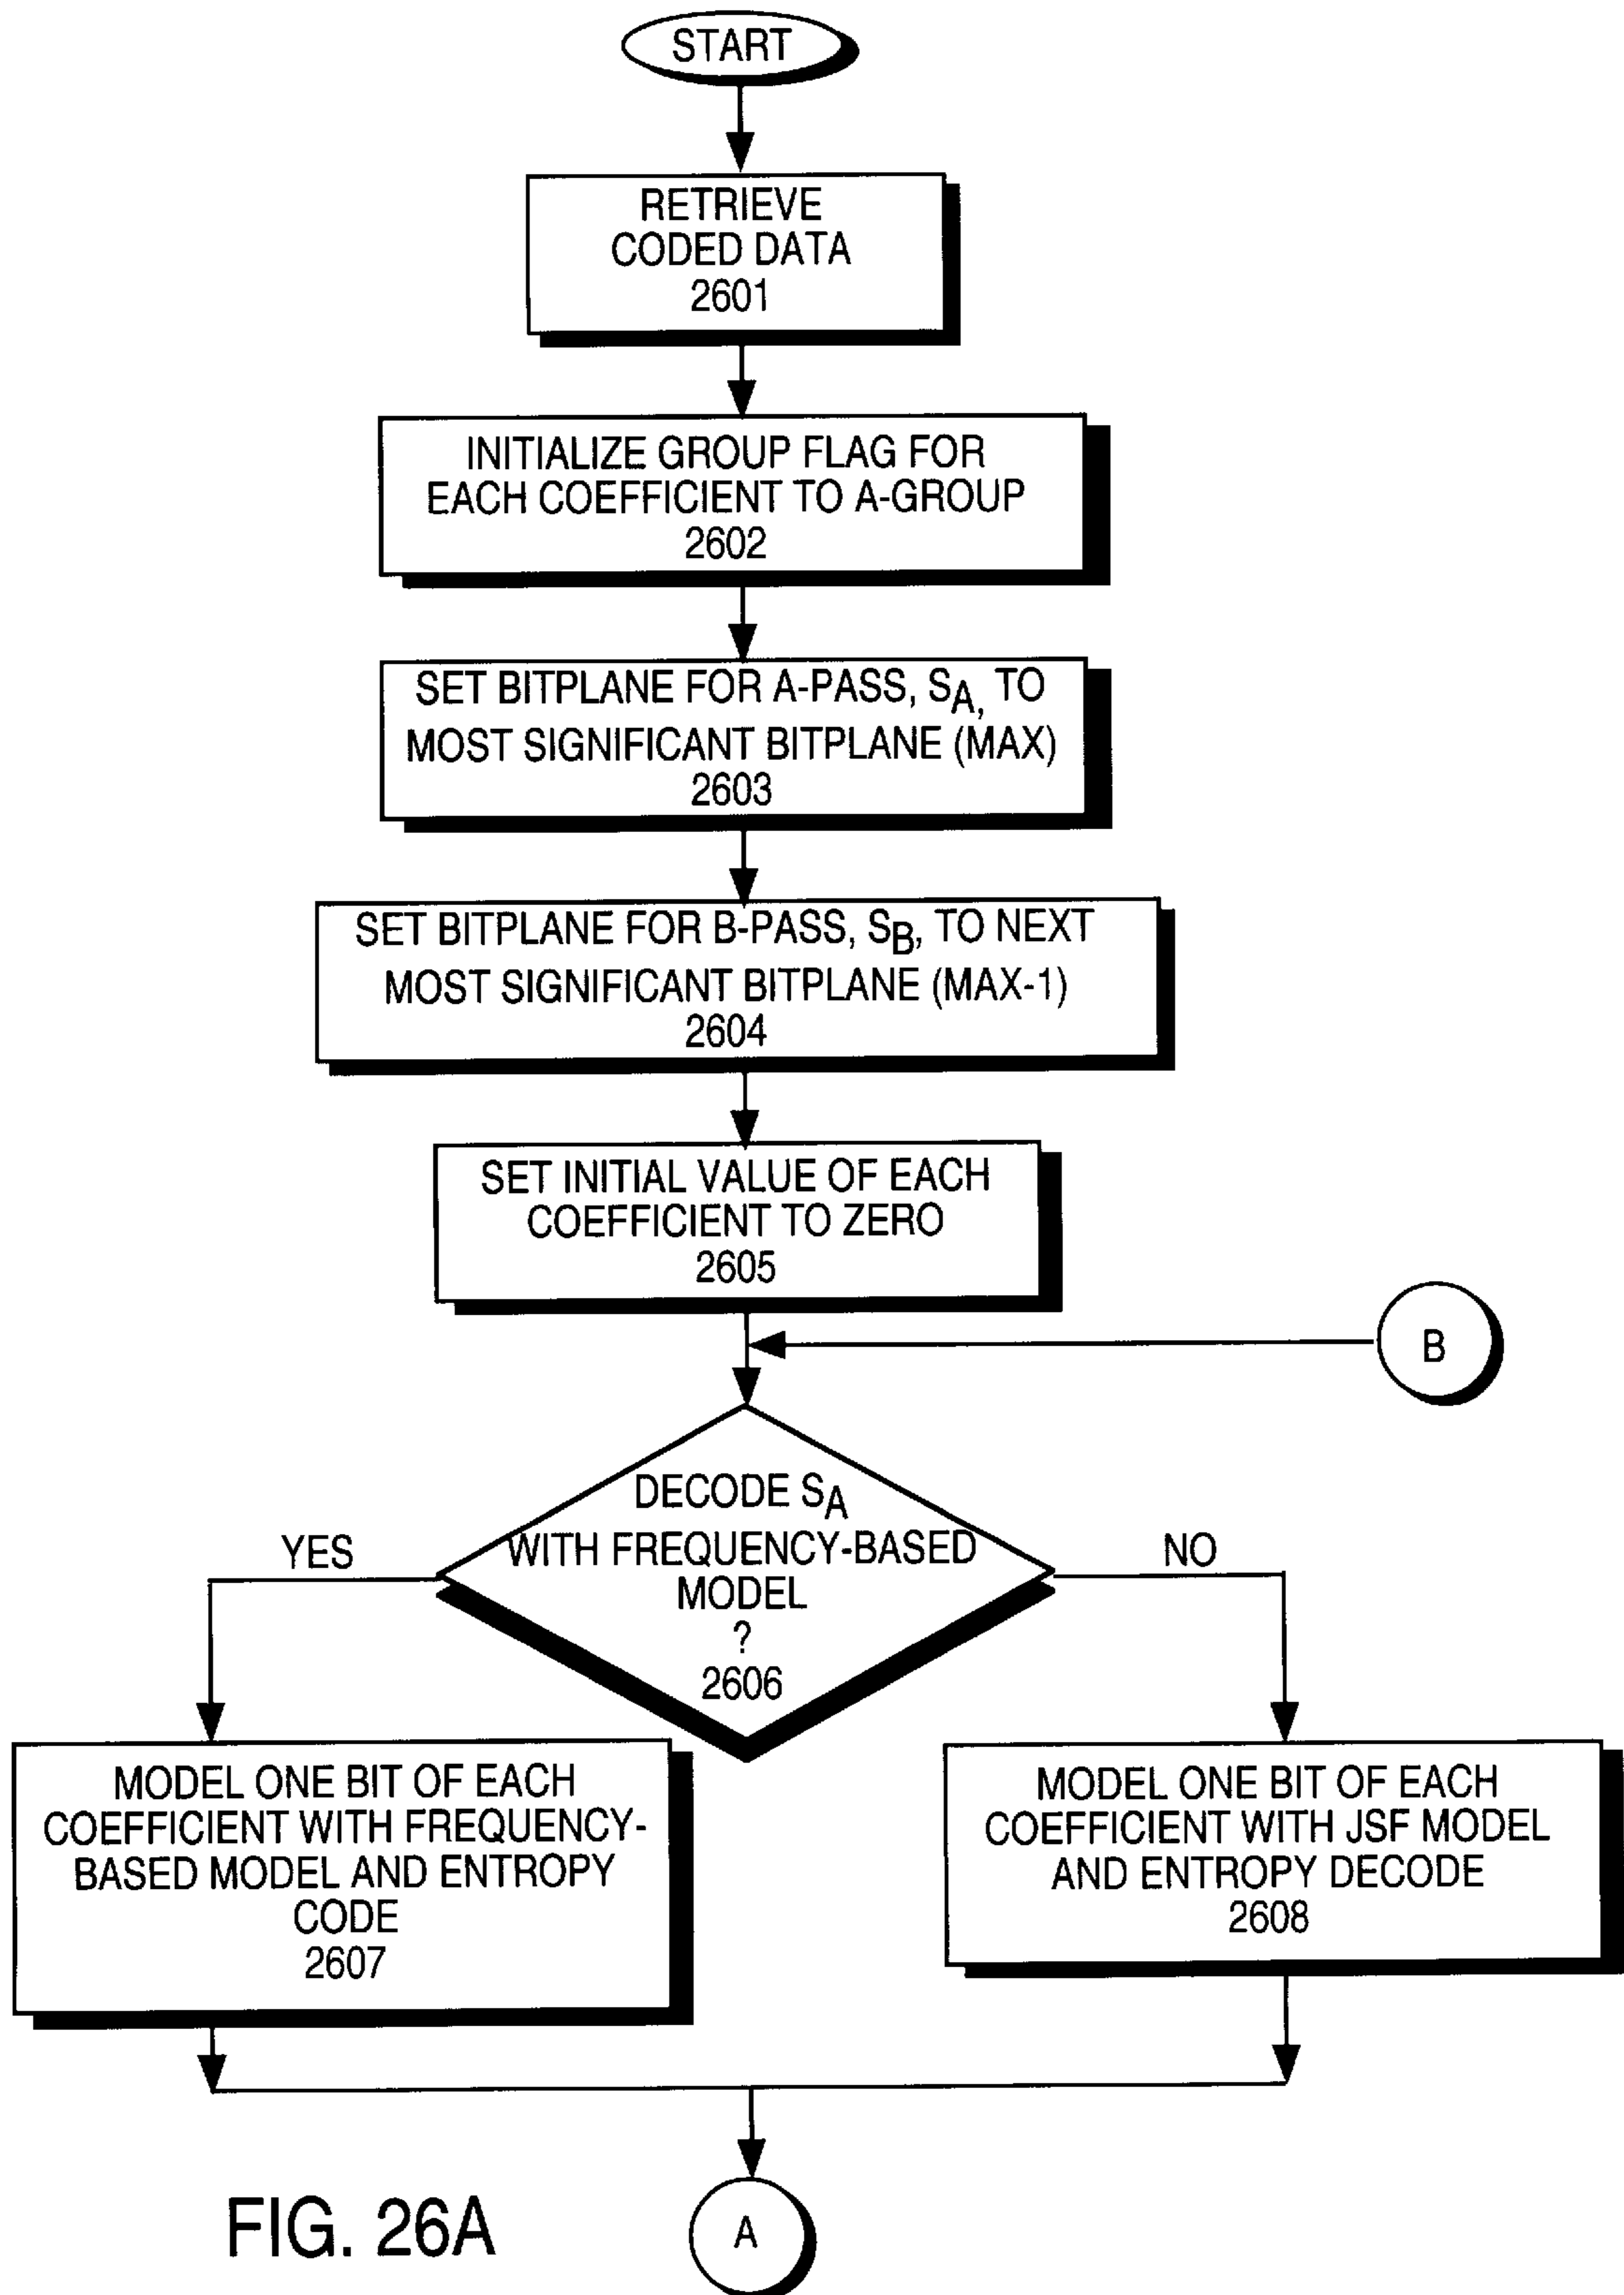 START
RETRIEVE
CODED DATA
2601
INITIALIZE GROUP FLAG FOR
EACH COEFFICIENT TO A-GROUP
2602
SET BITPLANE FOR A-PASS, SA, TO
MOST SIGNIFICANT BITPLANE (MAX)
2603
SET BITPLANE FOR B-PASS, SB, TO NEXT
MOST SIGNIFICANT BITPLANE (MAX-1)
2604
SET INITIAL VALUE OF EACH
COEFFICIENT TO ZERO
2605
B
DECODE SA
WITH FREQUENCY-BASED
MODEL
?
2606
YES
NO
MODEL ONE BIT OF EACH
COEFFICIENT WITH FREQUENCY-
BASED MODEL AND ENTROPY
CODE
2607
MODEL ONE BIT OF EACH
COEFFICIENT WITH JSF MODEL
AND ENTROPY DECODE
2608
FIG. 26A
A